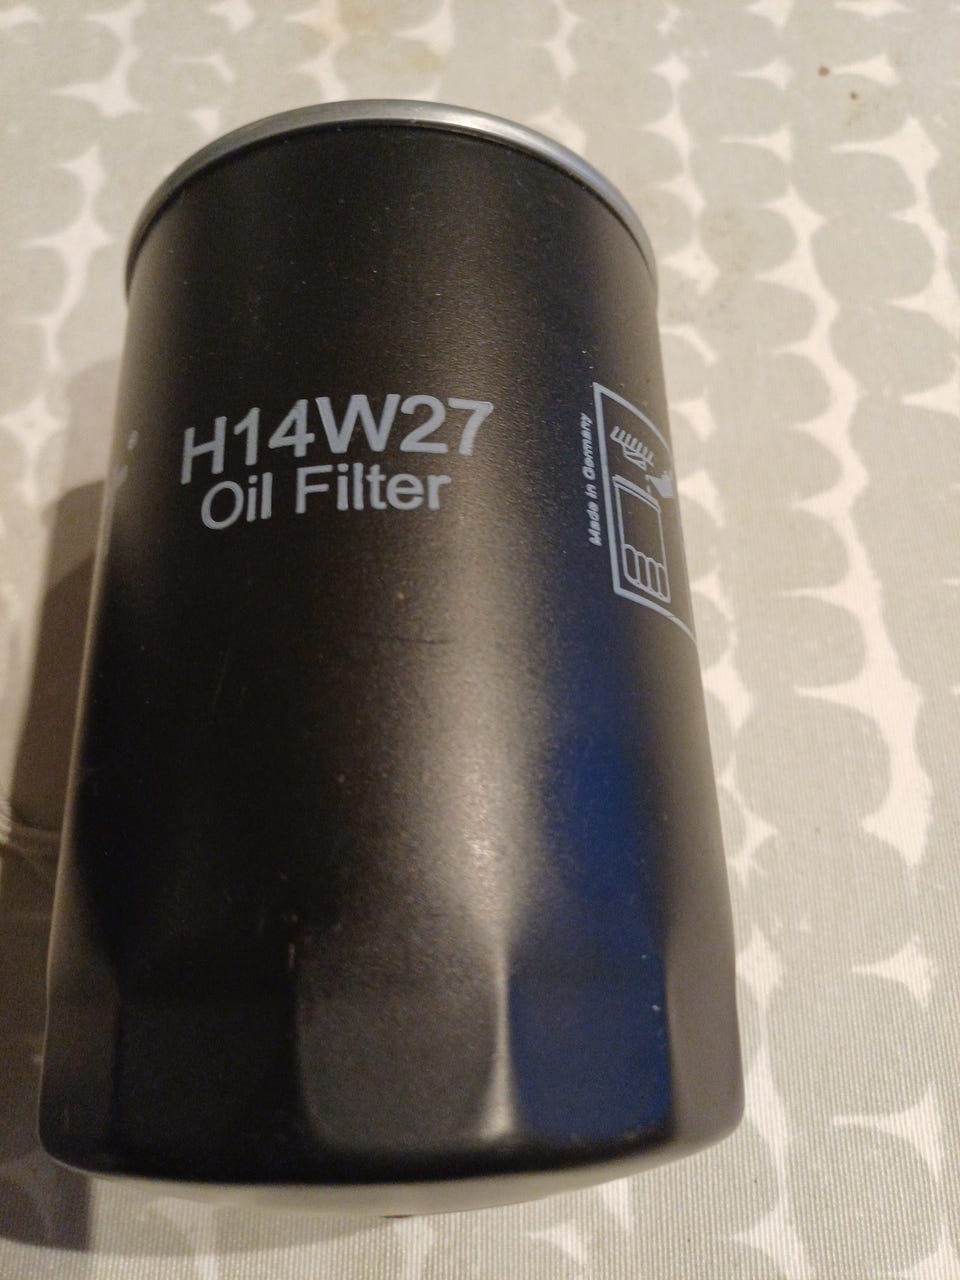 H14W27
Oil Filter
Made in Germany